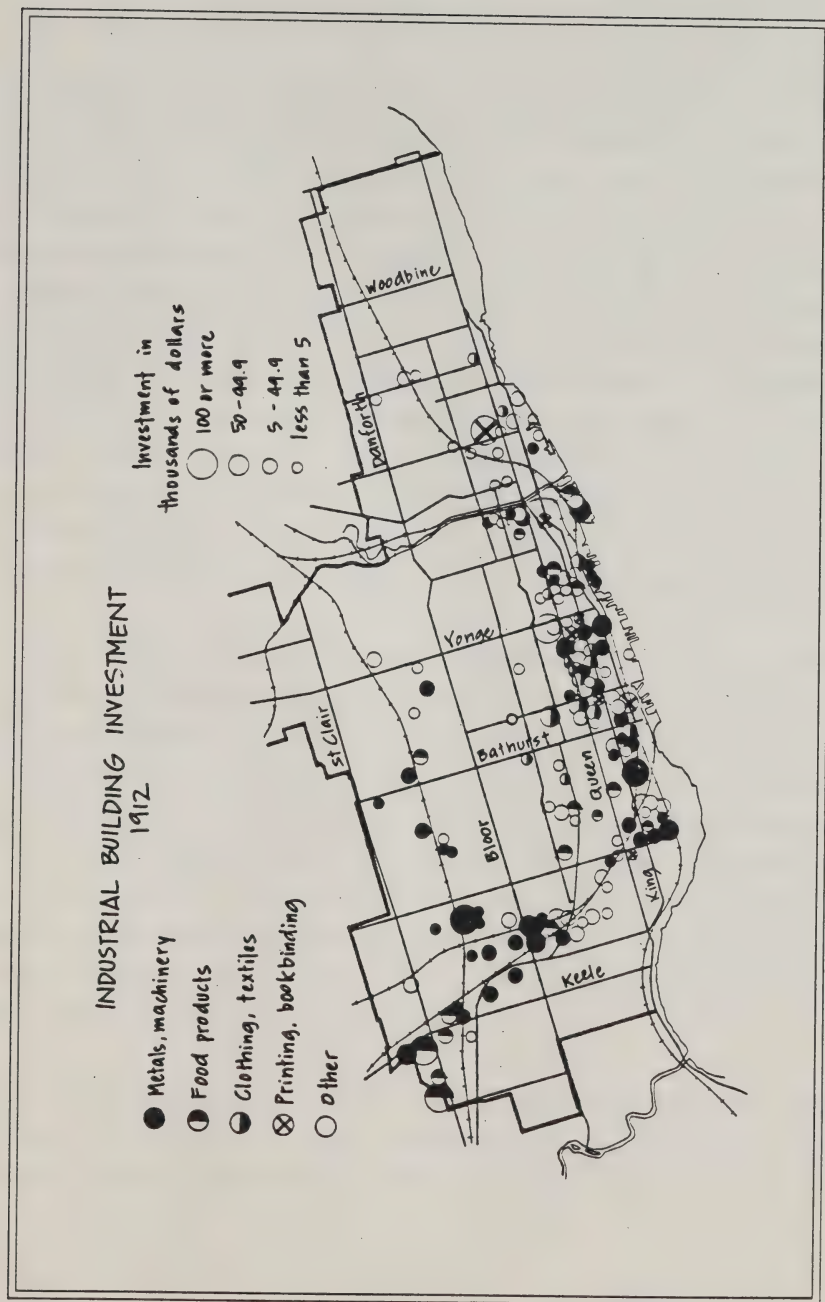 INDUSTRIAL BUILDING INVESTMENT
1912
Metals, machinery
Food products
Clothing, textiles
Printing, bookbinding
Other
Investment in
thousands of dollars
100 or more
50-99.9
5-49.9
less than 5
St Clair
Danforth
Woodbine
Yonge
Bloor
Bathurst
Queen
King
Keele